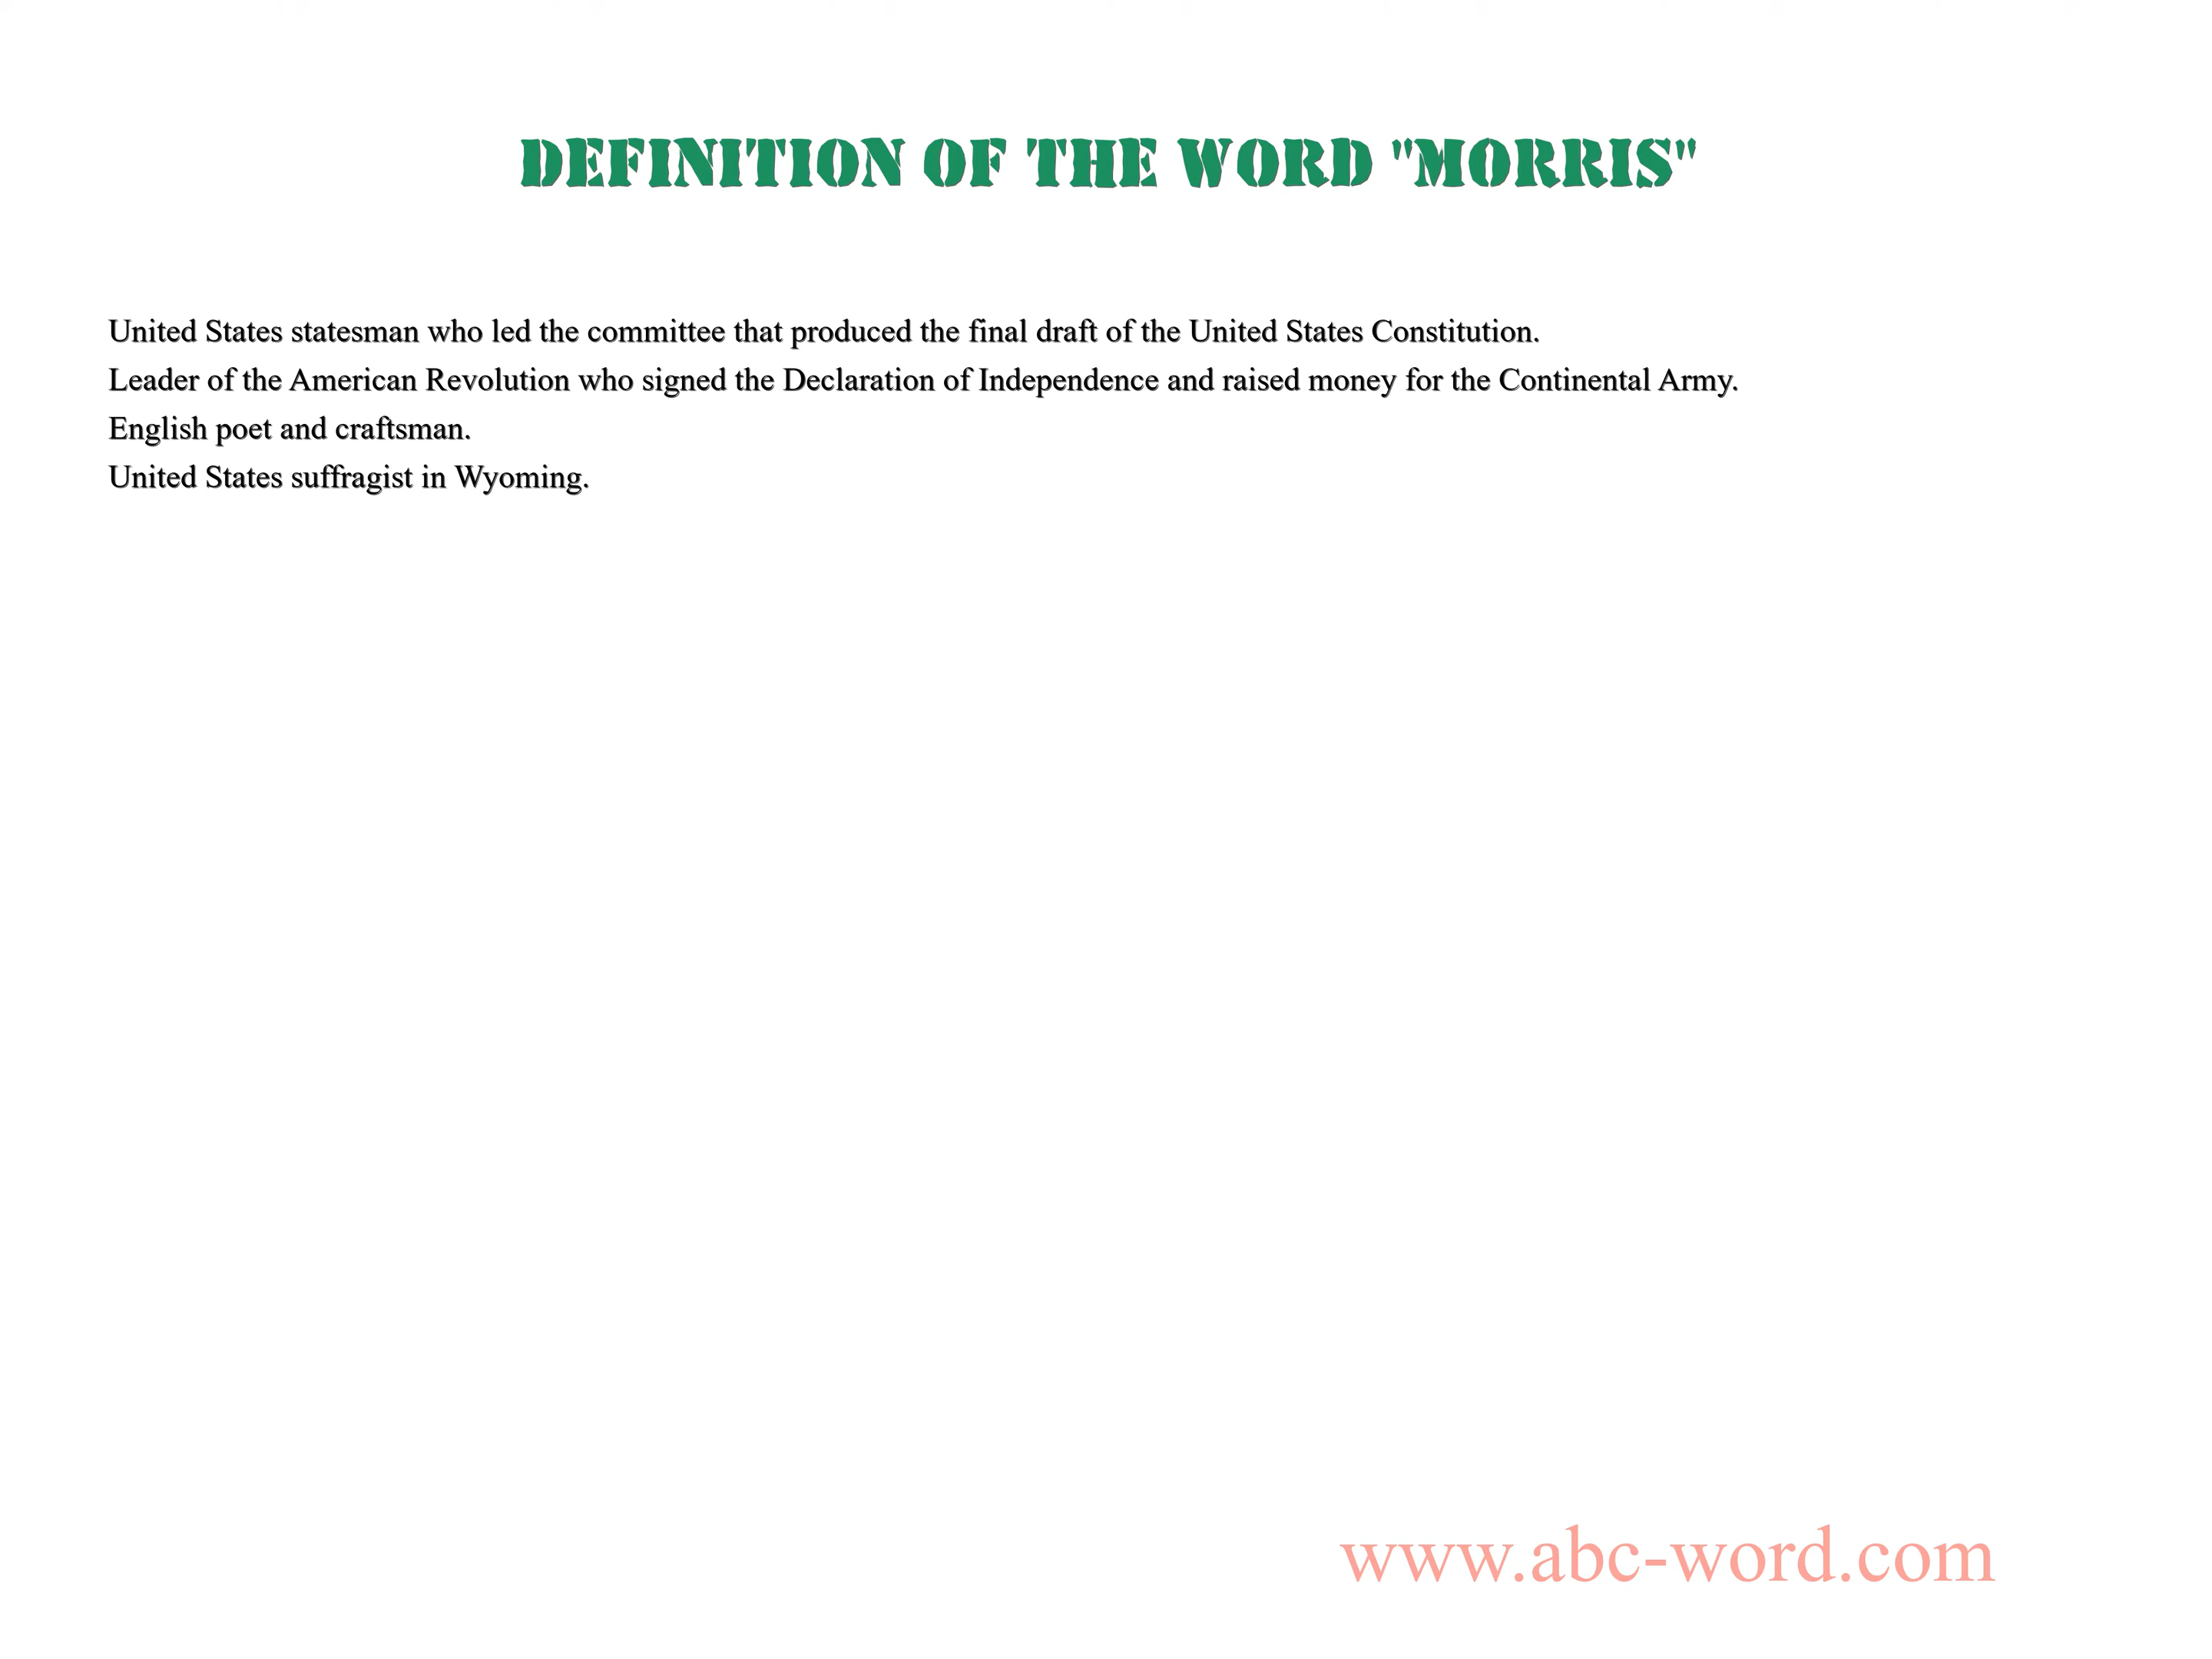 DEFINITION OF THE WORD "MORRIS"
United States statesman who led the committee that produced the final draft of the United States Constitution.
Leader of the American Revolution who signed the Declaration of Independence and raised money for the Continental Army.
English poet and craftsman.
United States suffragist in Wyoming.
www.abc-word.com